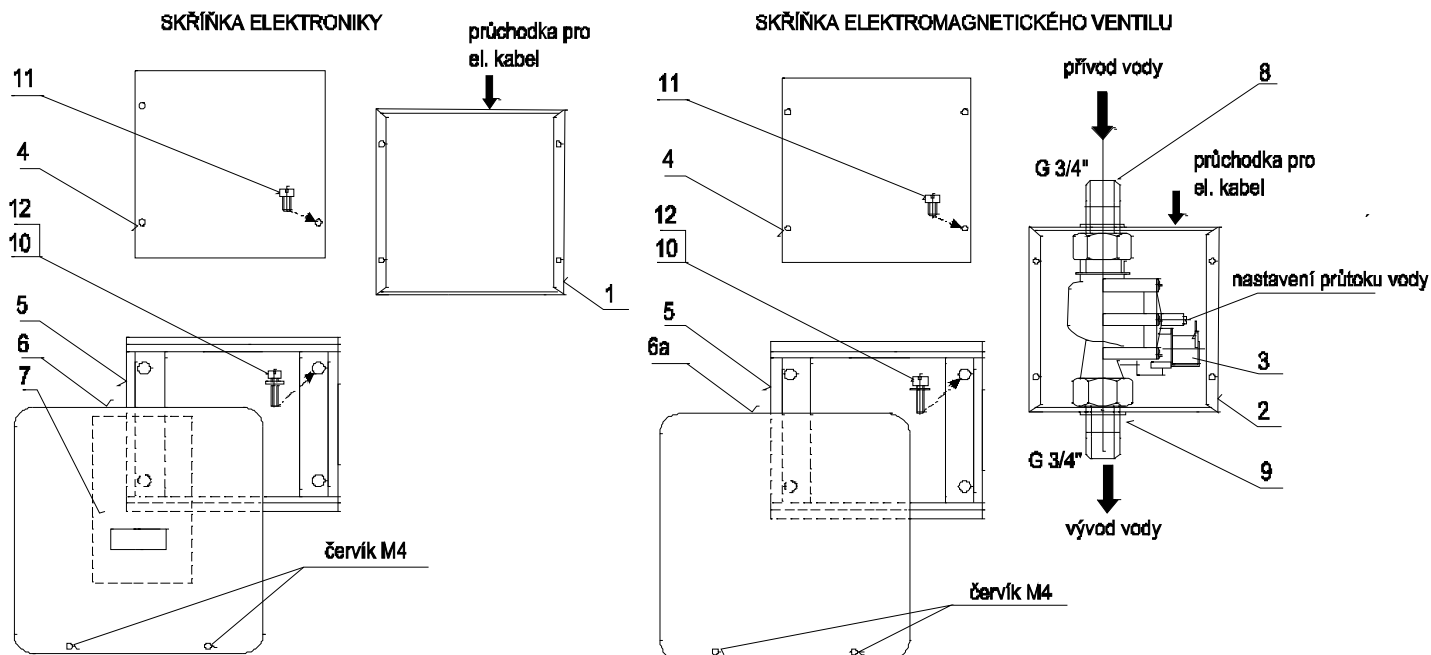 SKŘÍŇKA ELEKTRONIKY
průchodka pro
el. kabel
11
4
12
10
1
5
6
7
červík M4
SKŘÍŇKA ELEKTROMAGNETICKÉHO VENTILU
přívod vody
8
11
G 3/4"
průchodka pro
el. kabel
4
12
10
nastavení průtoku vody
5
6a
3
2
G 3/4"
9
vývod vody
červík M4